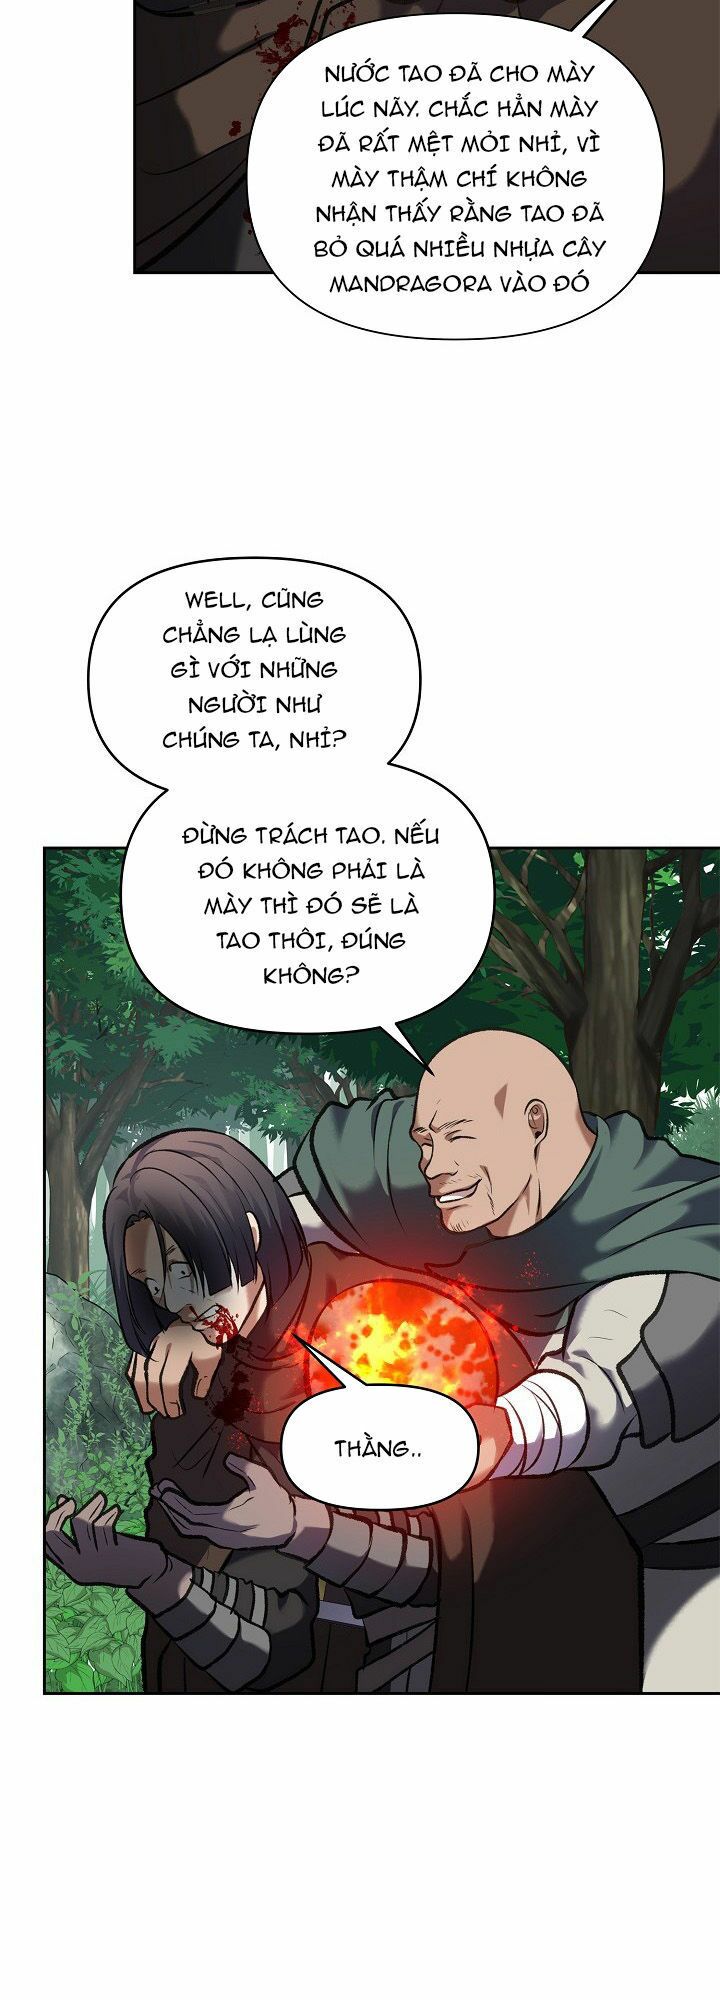 NƯỚC TAO ĐÃ CHO MÀY
LÚC NÃY. CHẮC HẲN MÀY
ĐÃ RẤT MỆT MỎI NHỈ, VÌ
MÀY THẬM CHÍ KHÔNG
NHẬN THẤY RẰNG TAO ĐÃ
BỎ QUÁ NHIỀU NHỰA CÂY
MANDRAGORA VÀO ĐÓ
WELL, CŨNG
CHẲNG LẠ LÙNG
GÌ VỚI NHỮNG
NGƯỜI NHƯ
CHÚNG TA, NHỈ?
ĐỪNG TRÁCH TAO. NẾU
ĐÓ KHÔNG PHẢI LÀ
MÀY THÌ ĐÓ SẼ LÀ
TAO THÔI, ĐÚNG
KHÔNG?
THẰNG..